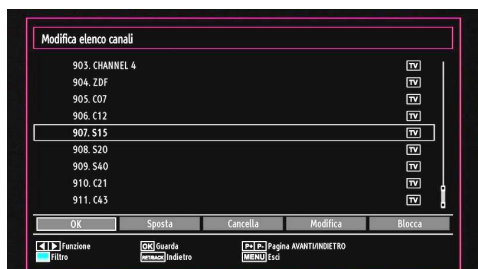 Modifica elenco canali
903. CHANNEL 4 TV
904. ZDF TV
905. C07 TV
906. C12 TV
907. S15 TV
908. S20 TV
909. S40 TV
910. C21 TV
911. C43 TV
OK Sposta Cancella Modifica Blocca
Funzione OK Guarda P+ P- Pagina AVANTI/INDIETRO
Filtro RET/BACK Indietro MENU Esci